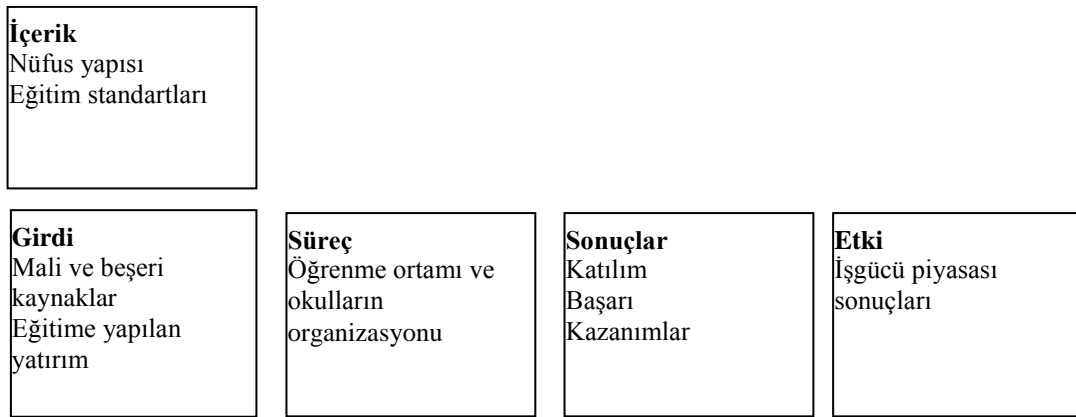 İçerik
Nüfus yapısı
Eğitim standartları
Girdi
Mali ve beşeri
kaynaklar
Eğitime yapılan
yatırım
Süreç
Öğrenme ortamı ve
okulların
organizasyonu
Sonuçlar
Katılım
Başarı
Kazanımlar
Etki
İşgücü piyasası
sonuçları